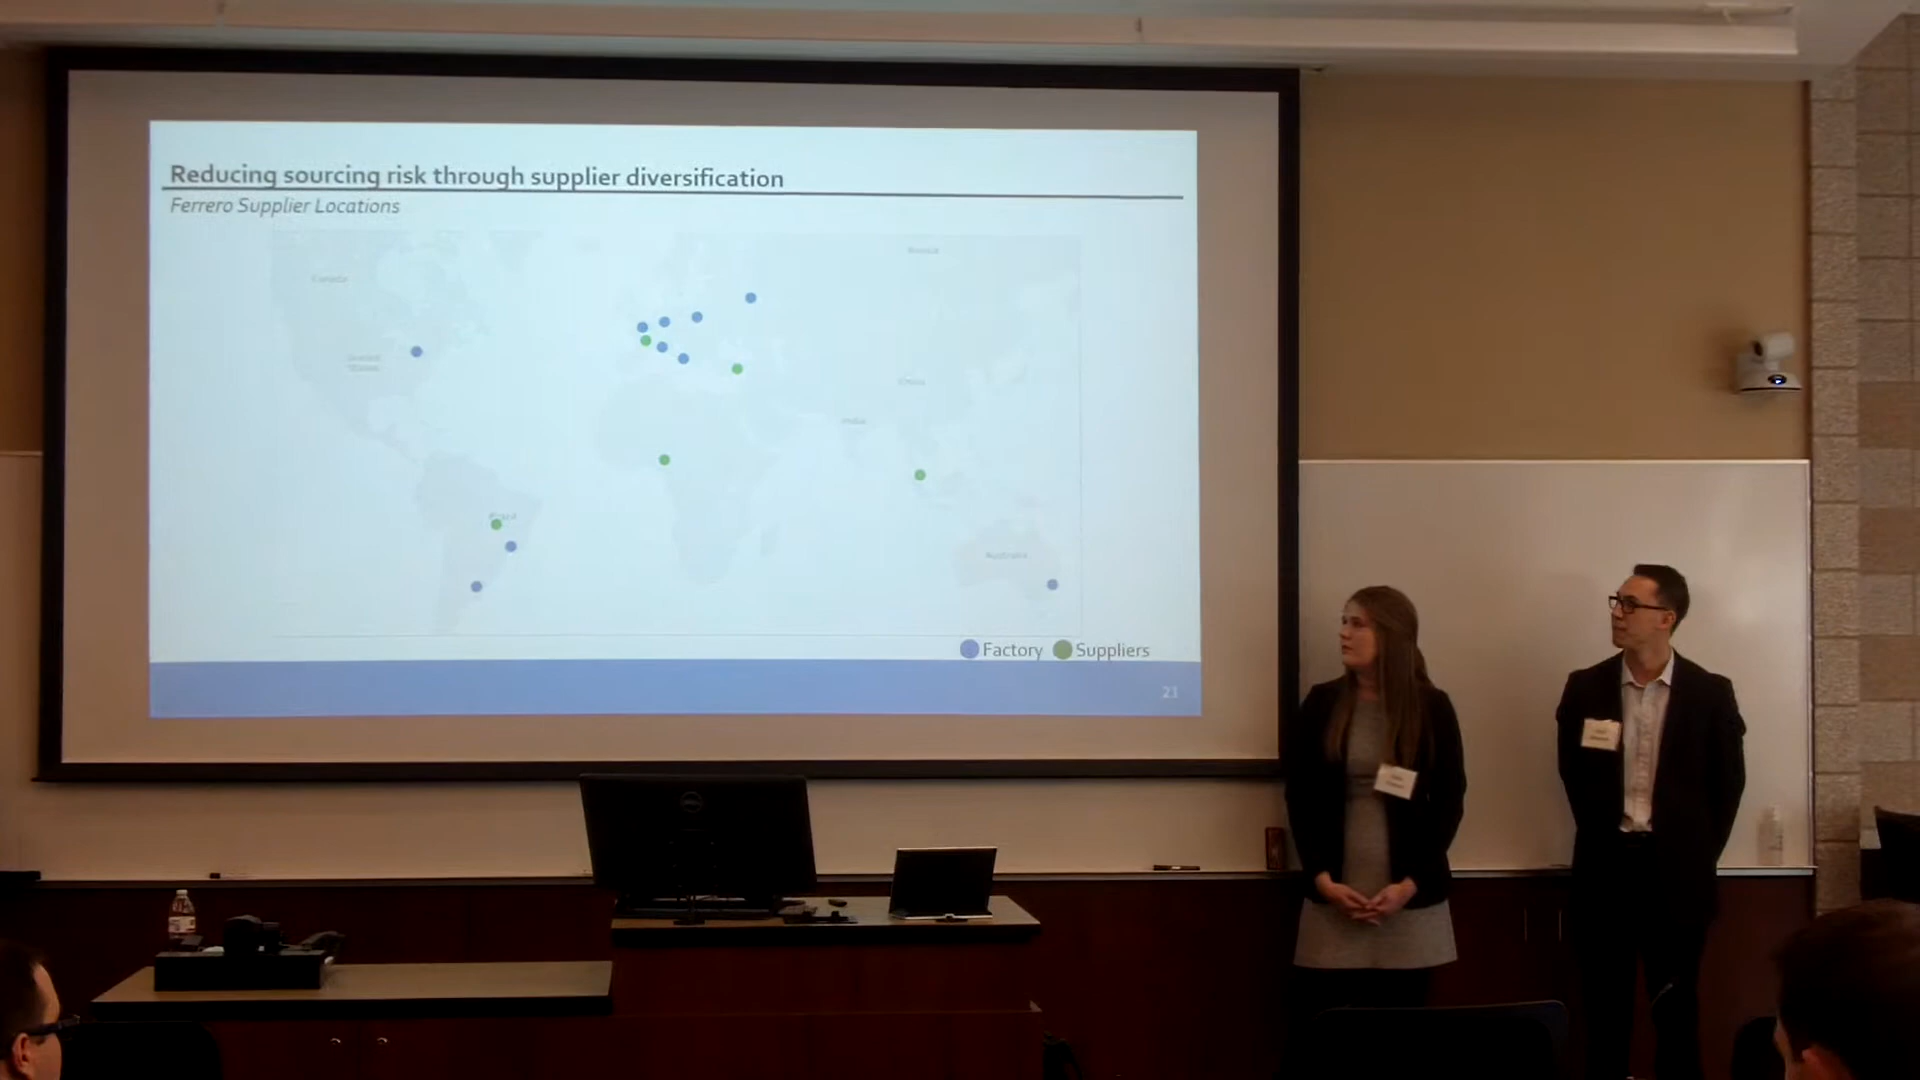 Reducing sourcing risk through supplier diversification
Ferrero Supplier Locations
Russia
Canada
United
States
China
India
Brazil
Australia
Factory Suppliers
21
DELL